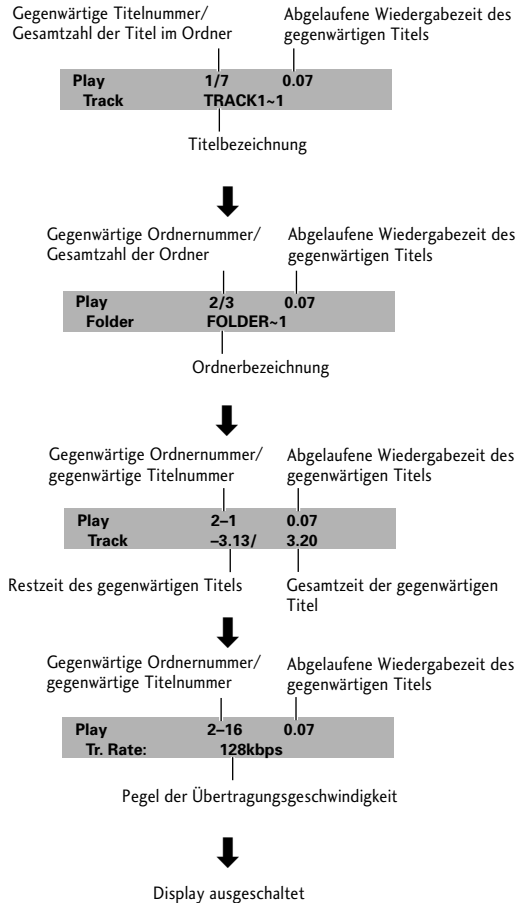 Gegenwärtige Titelnummer/
Gesamtzahl der Titel im Ordner
Abgelaufene Wiedergabezeit des
gegenwärtigen Titels
Play 1/7 0.07
Track TRACK1~1
Titelbezeichnung
Gegenwärtige Ordnernummer/
Gesamtzahl der Ordner
Abgelaufene Wiedergabezeit des
gegenwärtigen Titels
Play 2/3 0.07
Folder FOLDER~1
Ordnerbezeichnung
Gegenwärtige Ordnernummer/
gegenwärtige Titelnummer
Abgelaufene Wiedergabezeit des
gegenwärtigen Titels
Play 2–1 0.07
Track –3.13/ 3.20
Restzeit des gegenwärtigen Titels
Gesamtzeit der gegenwärtigen
Titel
Gegenwärtige Ordnernummer/
gegenwärtige Titelnummer
Abgelaufene Wiedergabezeit des
gegenwärtigen Titels
Play 2–16 0.07
Tr. Rate: 128kbps
Pegel der Übertragungsgeschwindigkeit
Display ausgeschaltet